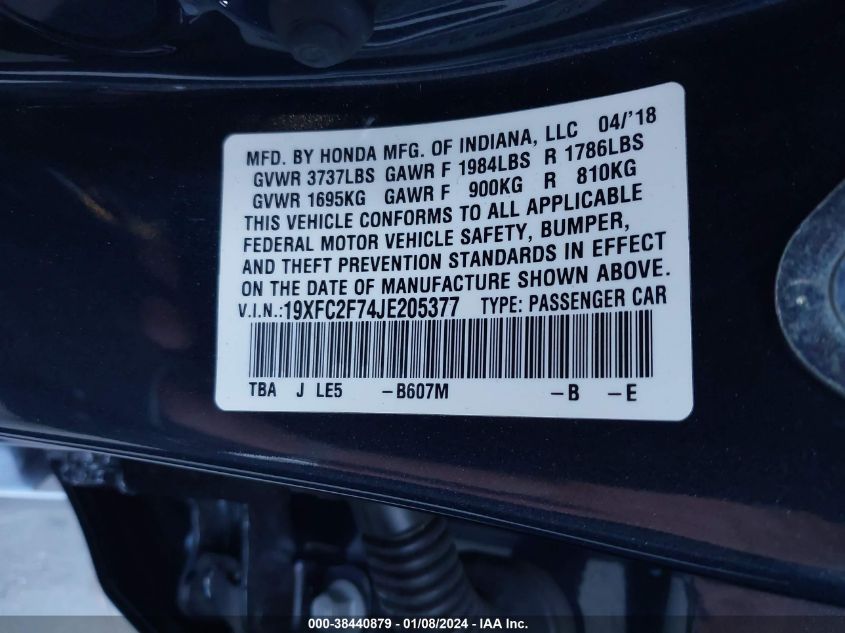 MFD. BY HONDA MFG. OF INDIANA, LLC 04/'18
GVWR 3737LBS GAWR F 1984LBS R 1786LBS
GVWR 1695KG GAWR F 900KG R 810KG
THIS VEHICLE CONFORMS TO ALL APPLICABLE
FEDERAL MOTOR VEHICLE SAFETY, BUMPER,
AND THEFT PREVENTION STANDARDS IN EFFECT
ON THE DATE OF MANUFACTURE SHOWN ABOVE.
V.I.N.:19XFC2F74JE205377 TYPE: PASSENGER CAR
TBA J LE5 -B607M -B -E
000-38440879 - 01/08/2024 - IAA Inc.